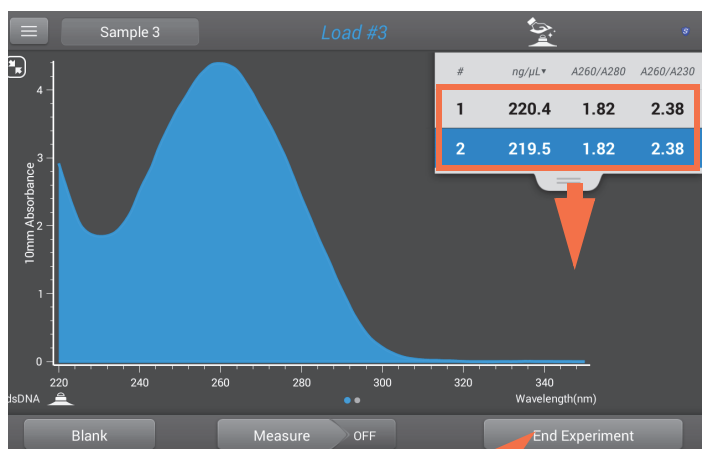 Sample 3 Load #3
# ng/µL▾ A260/A280 A260/A230
1 220.4 1.82 2.38
2 219.5 1.82 2.38
10mm Absorbance
4
3
2
1
0
220 240 260 280 300 320 340
Wavelength(nm)
dsDNA
Blank Measure OFF End Experiment